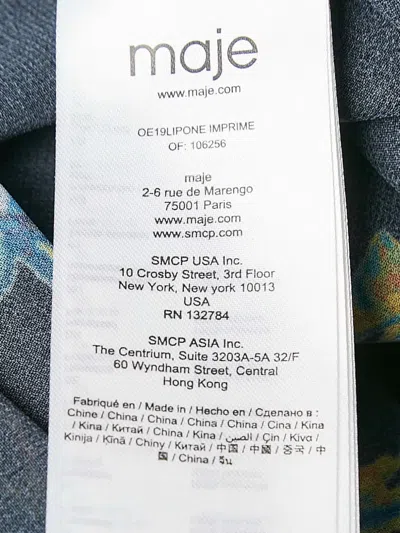 maje
www.maje.com
OE19LIPONE IMPRIME
OF: 106256
maje
2-6 rue de Marengo
75001 Paris
www.maje.com
www.smcp.com
SMCP USA Inc.
10 Crosby Street, 3rd Floor
New York, New york 10013
USA
RN 132784
SMCP ASIA Inc.
The Centrium, Suite 3203A-5A 32/F
60 Wyndham Street, Central
Hong Kong
Fabriqué en / Made in / Hecho en / Сделано в :
Chine / China / China / China / China / Cina / Kina
/ Kina / Китай / China / Kina / الصين / Çin / Κίνα /
Kinija / Ķīnā / Chiny / Китай / 中国 / 中國 / 중국 / 中
国 / China / จีน